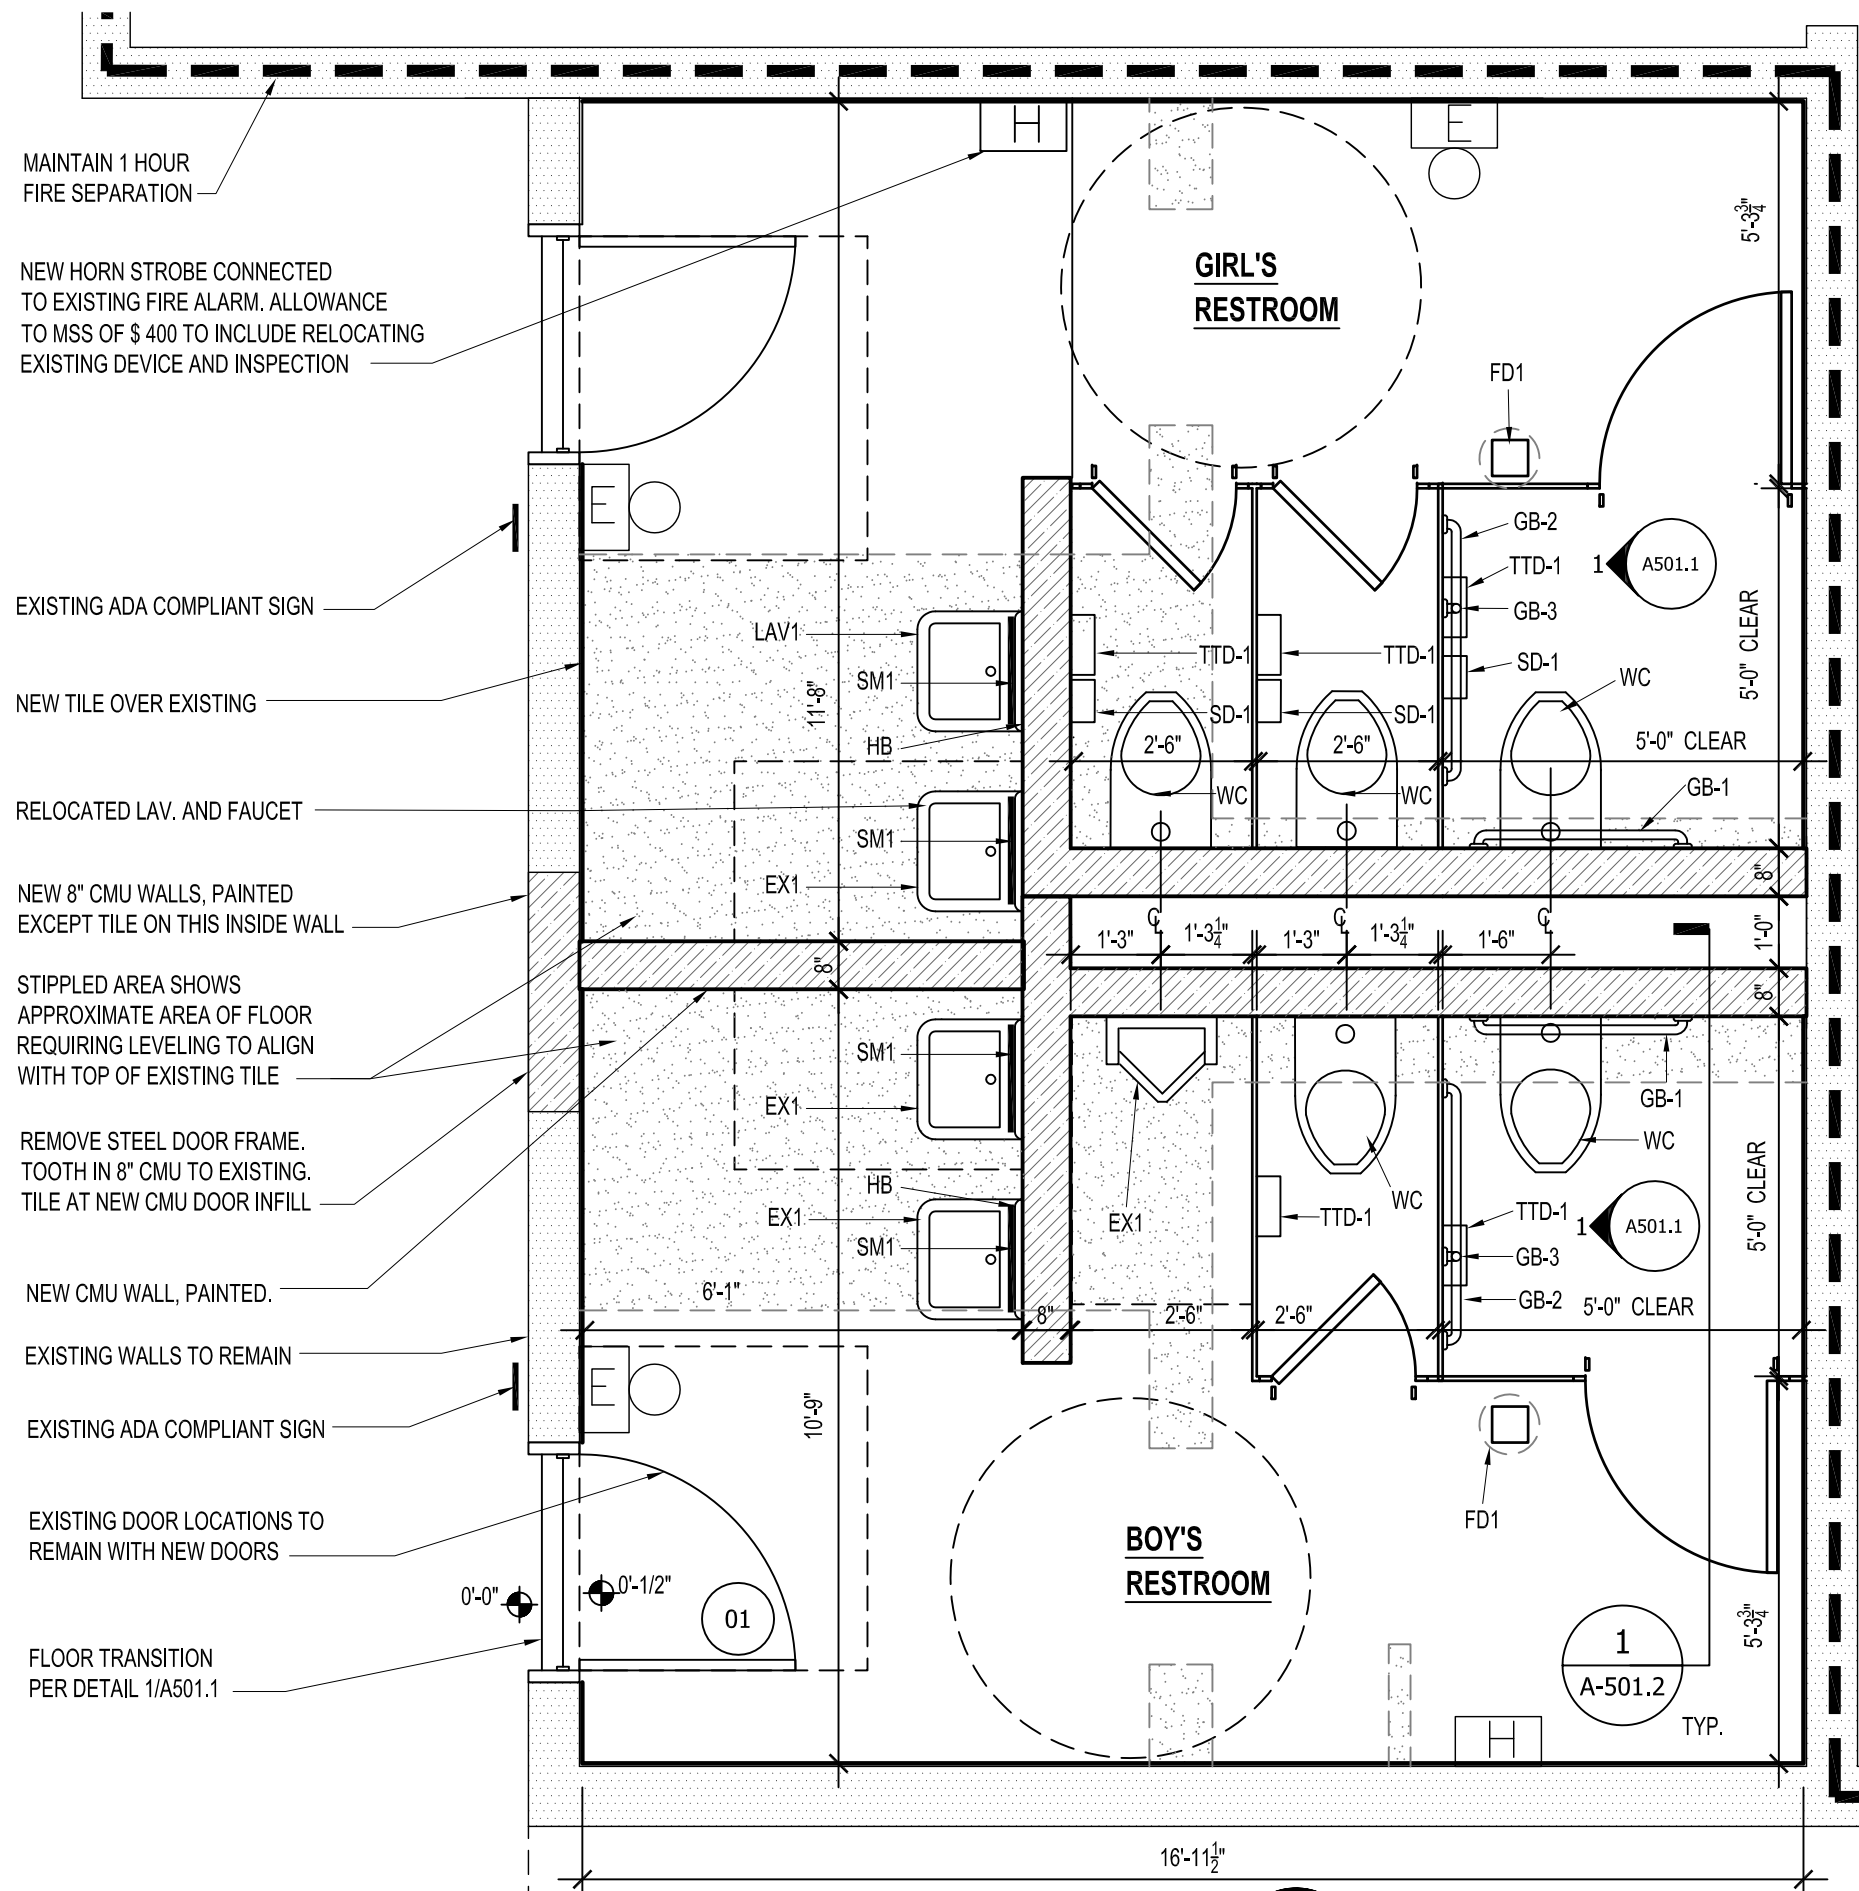 MAINTAIN 1 HOUR
FIRE SEPARATION
NEW HORN STROBE CONNECTED
TO EXISTING FIRE ALARM. ALLOWANCE
TO MSS OF $ 400 TO INCLUDE RELOCATING
EXISTING DEVICE AND INSPECTION
EXISTING ADA COMPLIANT SIGN
NEW TILE OVER EXISTING
RELOCATED LAV. AND FAUCET
NEW 8" CMU WALLS, PAINTED
EXCEPT TILE ON THIS INSIDE WALL
STIPPLED AREA SHOWS
APPROXIMATE AREA OF FLOOR
REQUIRING LEVELING TO ALIGN
WITH TOP OF EXISTING TILE
REMOVE STEEL DOOR FRAME.
TOOTH IN 8" CMU TO EXISTING.
TILE AT NEW CMU DOOR INFILL
NEW CMU WALL, PAINTED.
EXISTING WALLS TO REMAIN
EXISTING ADA COMPLIANT SIGN
EXISTING DOOR LOCATIONS TO
REMAIN WITH NEW DOORS
FLOOR TRANSITION
PER DETAIL 1/A501.1
H
E
5'-3¾"
GIRL'S
RESTROOM
FD1
E
GB-2
TTD-1
GB-3
SD-1
WC
1
A501.1
5'-0" CLEAR
LAV1
SM1
11'-8"
HB
TTD-1
TTD-1
SD-1
SD-1
2'-6"
2'-6"
5'-0" CLEAR
WC
WC
GB-1
SM1
EX1
8"
1'-3"
1'-3¼"
1'-3"
1'-3¼"
1'-6"
℄
℄
℄
1'-0"
8"
8"
SM1
EX1
HB
EX1
SM1
EX1
TTD-1
WC
GB-1
WC
TTD-1
GB-3
GB-2
1
A501.1
5'-0" CLEAR
6'-1"
8"
2'-6"
2'-6"
5'-0" CLEAR
E
10'-9"
BOY'S
RESTROOM
FD1
0'-0"
0'-1/2"
01
5'-3¾"
1
A-501.2
TYP.
H
16'-11½"